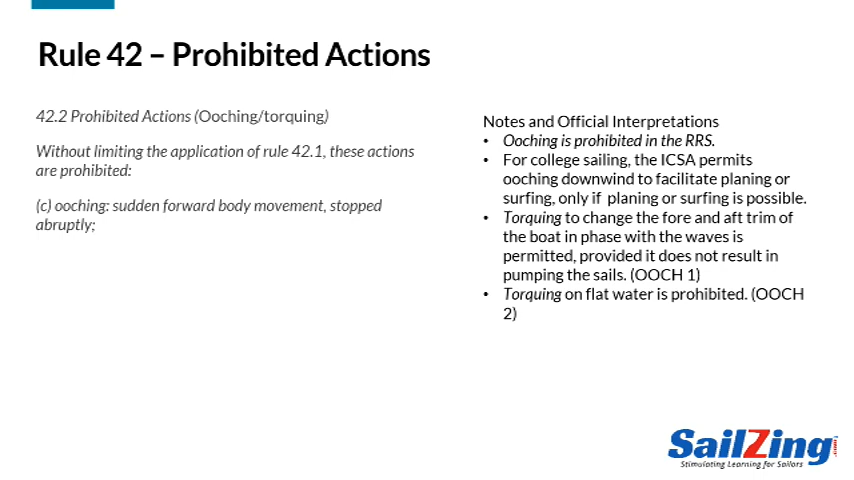 Rule 42 – Prohibited Actions
42.2 Prohibited Actions (Ooching/torquing)
Without limiting the application of rule 42.1, these actions
are prohibited:
(c) ooching: sudden forward body movement, stopped
abruptly;
Notes and Official Interpretations
• Ooching is prohibited in the RRS.
• For college sailing, the ICSA permits
ooching downwind to facilitate planing or
surfing, only if planing or surfing is possible.
• Torquing to change the fore and aft trim of
the boat in phase with the waves is
permitted, provided it does not result in
pumping the sails. (OOCH 1)
• Torquing on flat water is prohibited. (OOCH
2)
SailZing
Stimulating Learning for Sailors